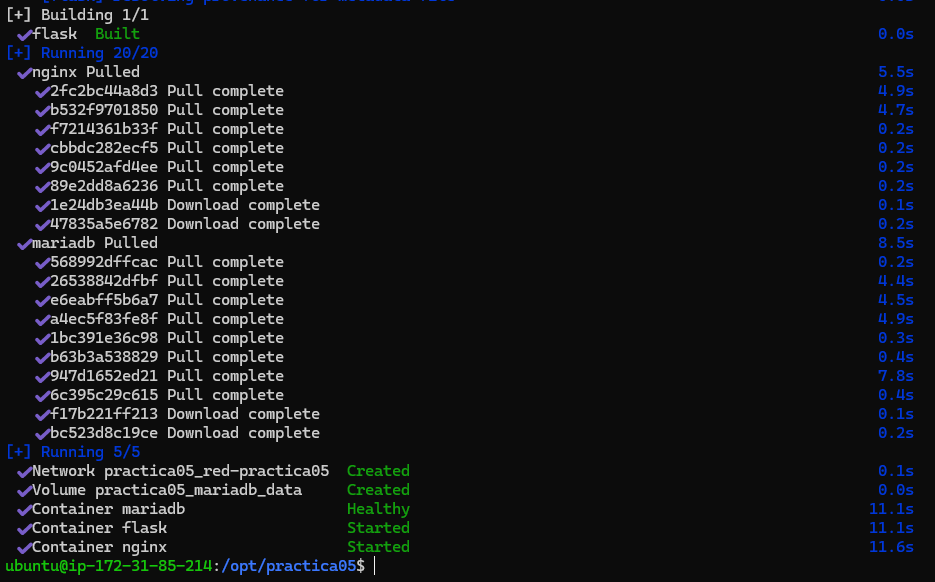 [+] Building 1/1
✔flask Built 0.0s
[+] Running 20/20
✔nginx Pulled 5.5s
✔2fc2bc44a8d3 Pull complete 4.9s
✔b532f9701850 Pull complete 4.7s
✔f7214361b33f Pull complete 0.2s
✔cbbdc282ecf5 Pull complete 0.2s
✔9c0452afd4ee Pull complete 0.2s
✔89e2dd8a6236 Pull complete 0.2s
✔1e24db3ea44b Download complete 0.1s
✔47835a5e6782 Download complete 0.2s
✔mariadb Pulled 8.5s
✔568992dffcac Pull complete 0.2s
✔26538842dfbf Pull complete 4.4s
✔e6eabff5b6a7 Pull complete 4.5s
✔a4ec5f83fe8f Pull complete 4.9s
✔1bc391e36c98 Pull complete 0.3s
✔b63b3a538829 Pull complete 0.4s
✔947d1652ed21 Pull complete 7.8s
✔6c395c29c615 Pull complete 0.4s
✔f17b221ff213 Download complete 0.1s
✔bc523d8c19ce Download complete 0.2s
[+] Running 5/5
✔Network practica05_red-practica05 Created 0.1s
✔Volume practica05_mariadb_data Created 0.0s
✔Container mariadb Healthy 11.1s
✔Container flask Started 11.1s
✔Container nginx Started 11.6s
ubuntu@ip-172-31-85-214:/opt/practica05$